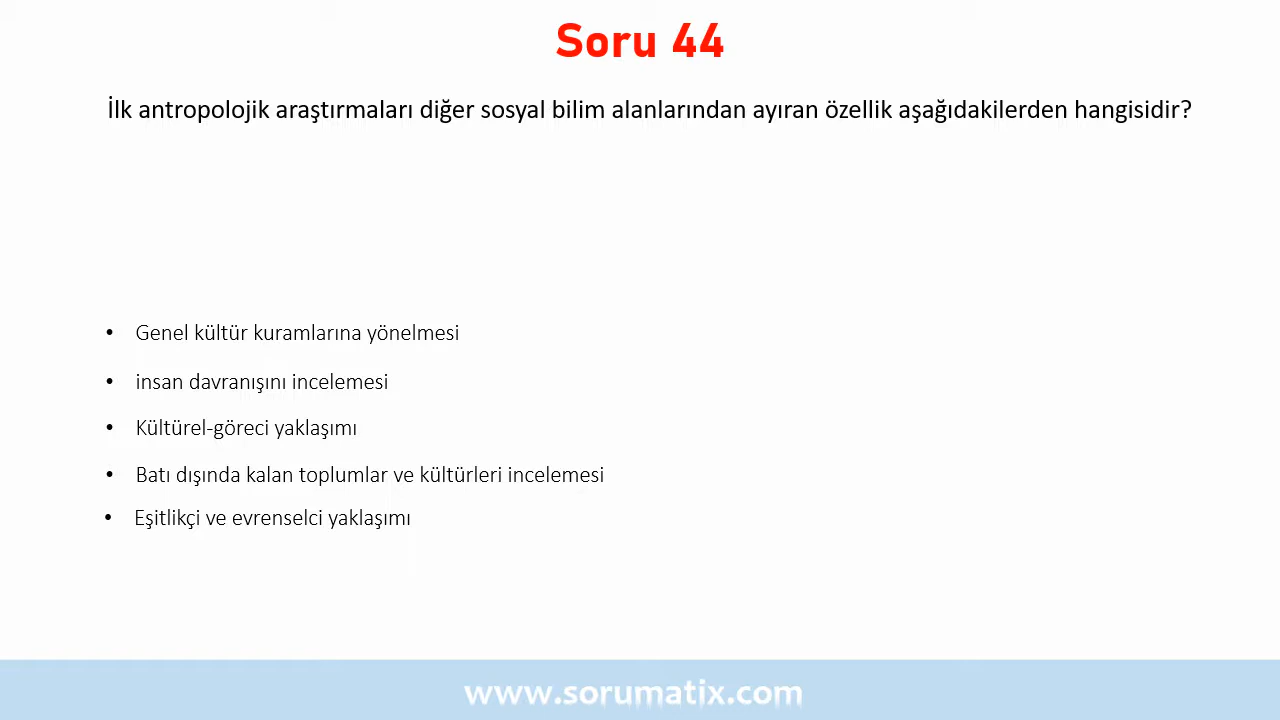 Soru 44
İlk antropolojik araştırmaları diğer sosyal bilim alanlarından ayıran özellik aşağıdakilerden hangisidir?
• Genel kültür kuramlarına yönelmesi
• insan davranışını incelemesi
• Kültürel-göreci yaklaşımı
• Batı dışında kalan toplumlar ve kültürleri incelemesi
• Eşitlikçi ve evrenselci yaklaşımı
www.sorumatix.com